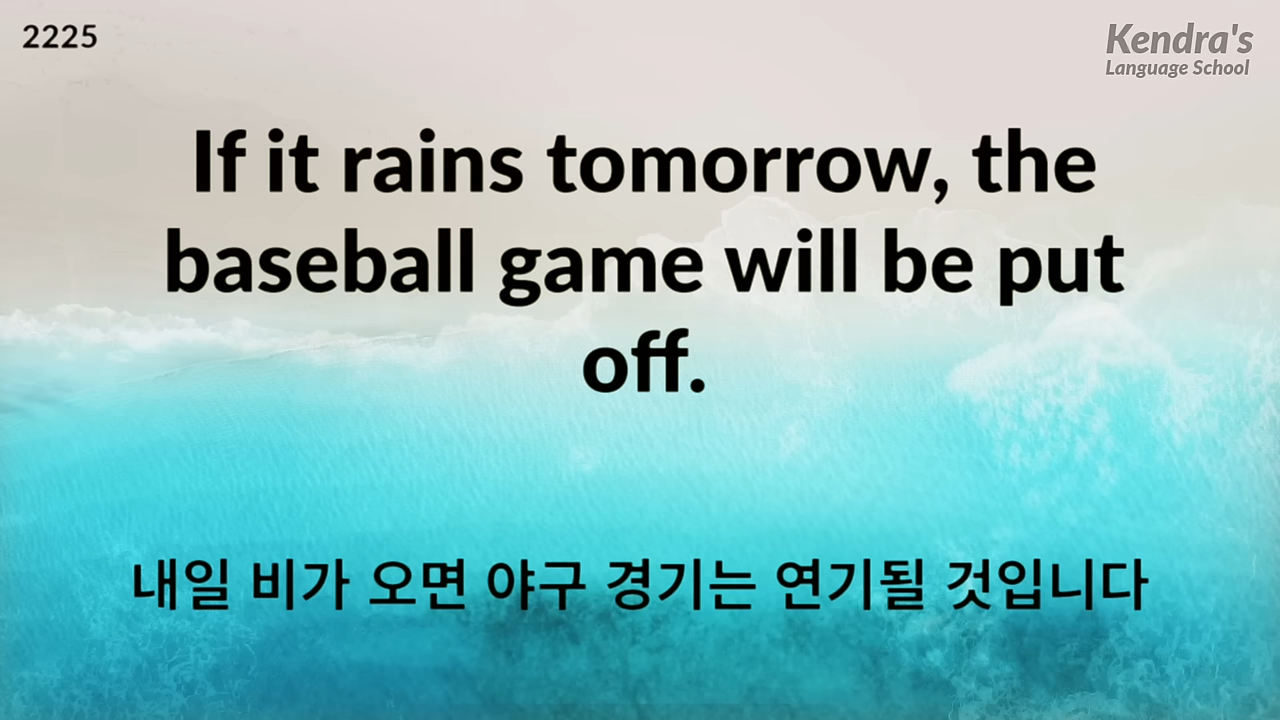 2225
Kendra's
Language School
If it rains tomorrow, the
baseball game will be put
off.
내일 비가 오면 야구 경기는 연기될 것입니다